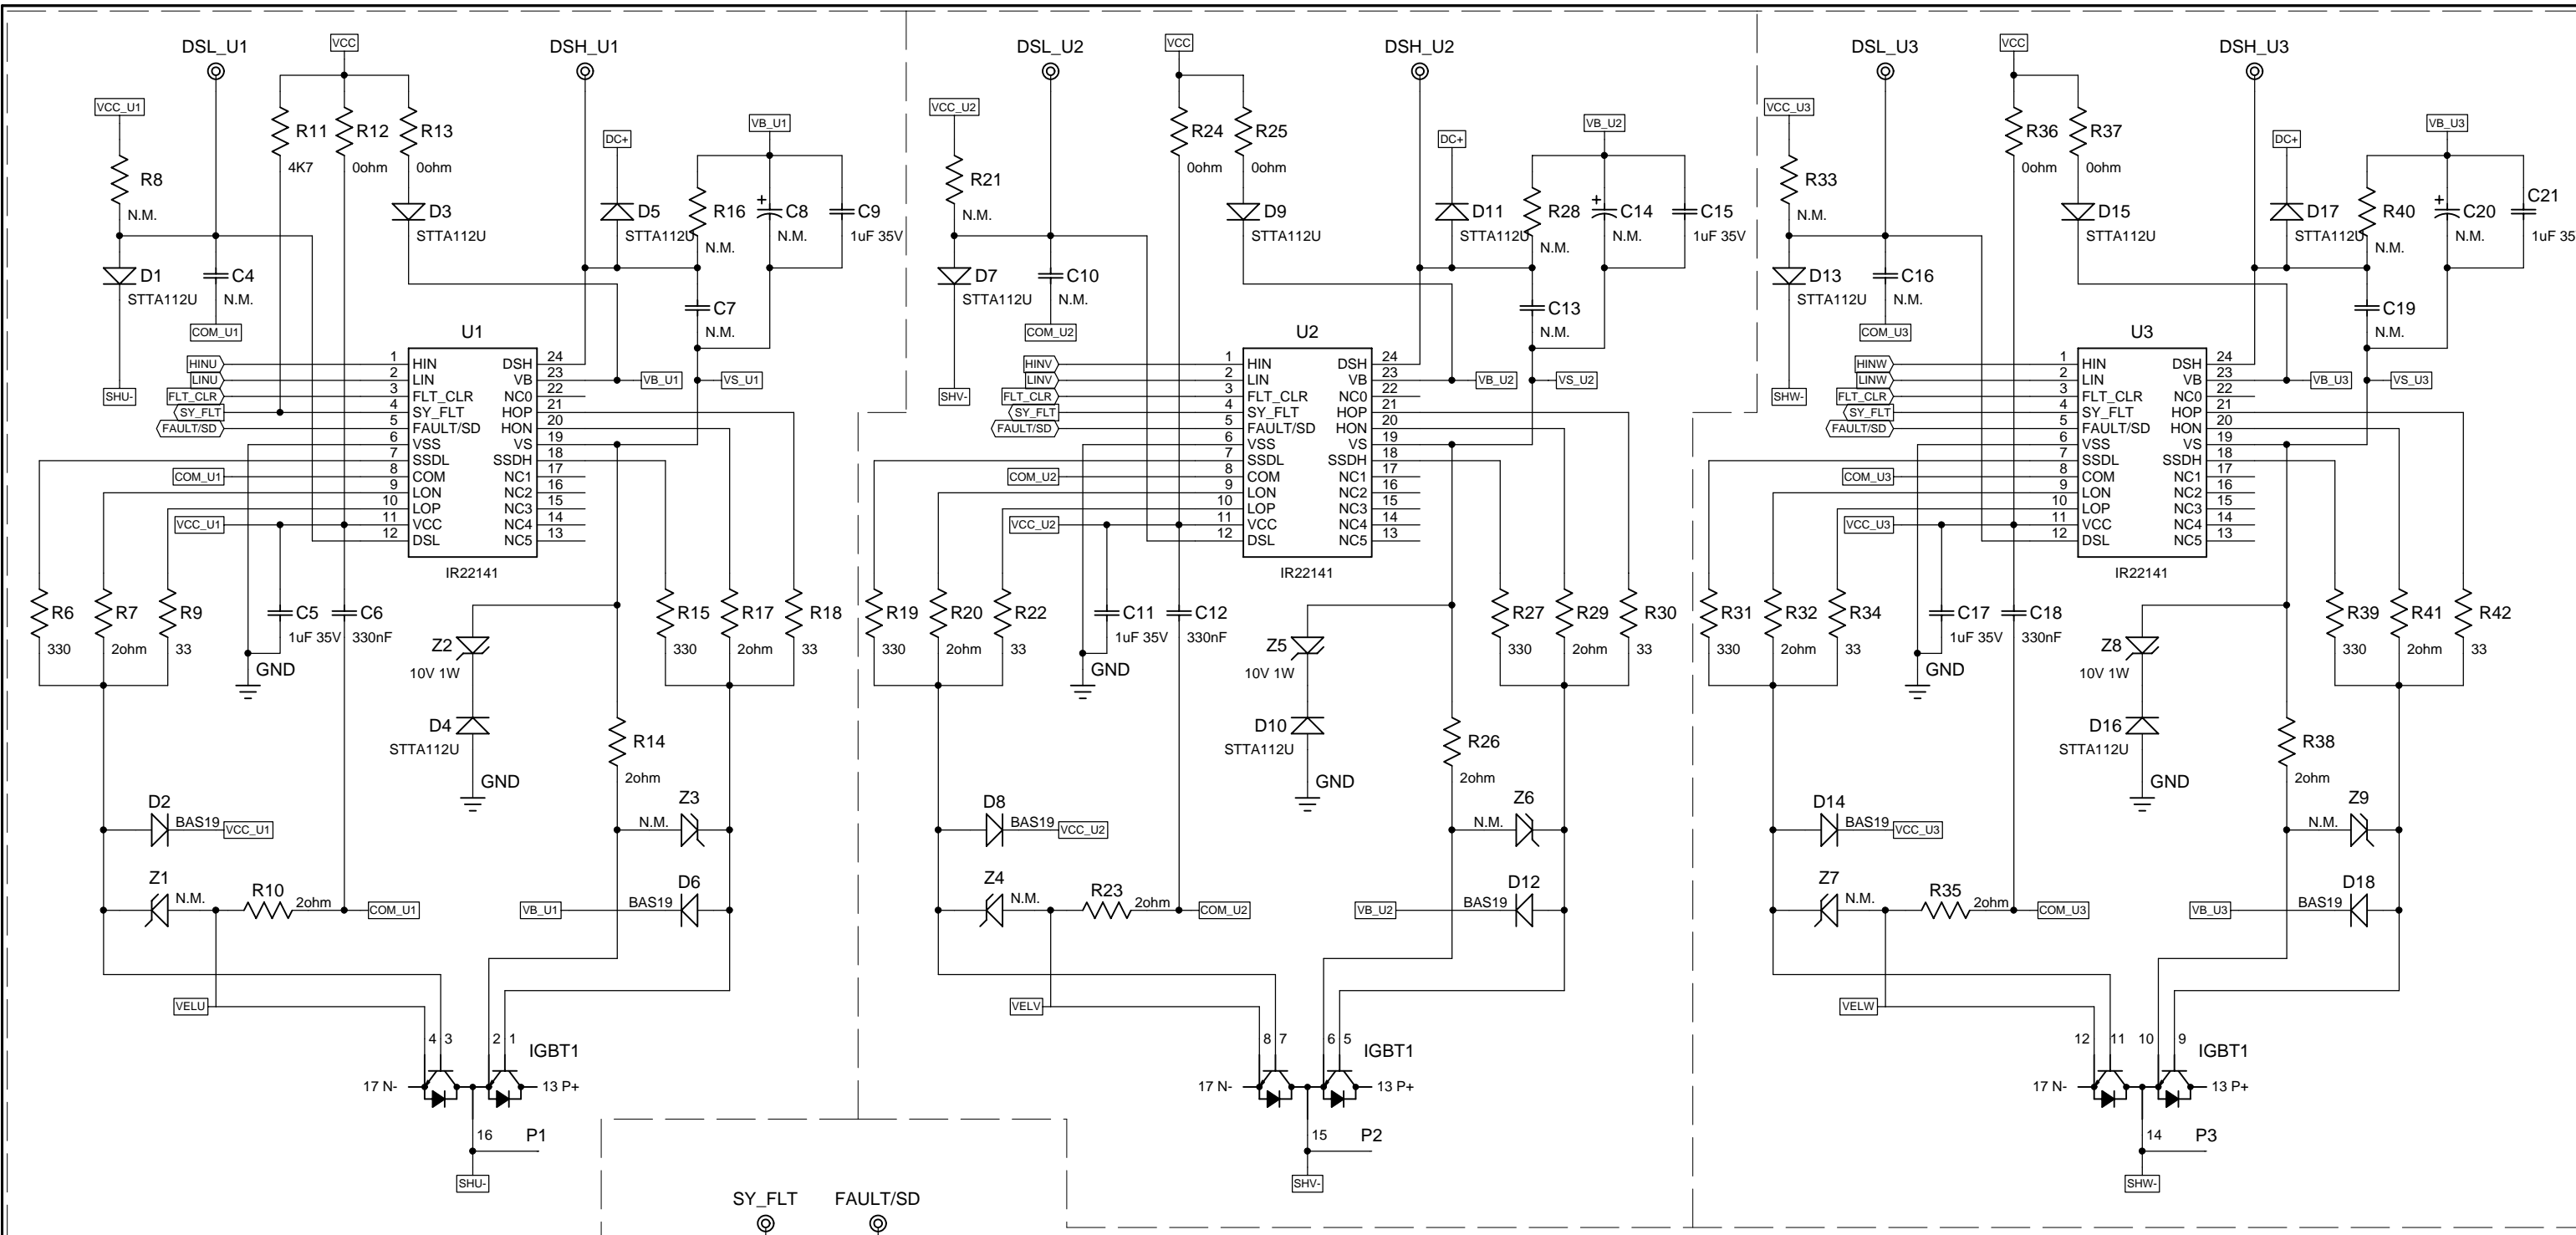 DSL_U1
VCC
DSH_U1
VCC_U1
R11
4K7
R12
0ohm
R13
0ohm
DC+
VB_U1
R8
N.M.
D3
STTA112U
D5
STTA112U
R16
N.M.
+
C8
N.M.
C9
1uF 35V
D1
STTA112U
C4
N.M.
COM_U1
C7
N.M.
U1
SHU-
HINU
LINU
FLT_CLR
SY_FLT
FAULT/SD
1 HIN DSH 24
2 LIN VB 23
3 FLT_CLR NC0 22
4 SY_FLT HOP 21
5 FAULT/SD HON 20
6 VSS VS 19
7 SSDL SSDH 18
8 COM NC1 17
9 LON NC2 16
10 LOP NC3 15
11 VCC NC4 14
12 DSL NC5 13
IR22141
VB_U1
VS_U1
COM_U1
VCC_U1
R6
330
R7
2ohm
R9
33
C5
1uF 35V
C6
330nF
GND
Z2
10V 1W
D4
STTA112U
GND
R15
330
R17
2ohm
R18
33
R14
2ohm
D2
BAS19
VCC_U1
Z3
N.M.
Z1
N.M.
R10
2ohm
COM_U1
VB_U1
D6
BAS19
VELU
4 3 2 1
IGBT1
17 N-
13 P+
16
P1
SHU-
DSL_U2
VCC
DSH_U2
VCC_U2
R24
0ohm
R25
0ohm
DC+
VB_U2
R21
N.M.
D9
STTA112U
D11
STTA112U
R28
N.M.
+
C14
N.M.
C15
1uF 35V
D7
STTA112U
C10
N.M.
COM_U2
C13
N.M.
U2
SHV-
HINV
LINV
FLT_CLR
SY_FLT
FAULT/SD
1 HIN DSH 24
2 LIN VB 23
3 FLT_CLR NC0 22
4 SY_FLT HOP 21
5 FAULT/SD HON 20
6 VSS VS 19
7 SSDL SSDH 18
8 COM NC1 17
9 LON NC2 16
10 LOP NC3 15
11 VCC NC4 14
12 DSL NC5 13
IR22141
VB_U2
VS_U2
COM_U2
VCC_U2
R19
330
R20
2ohm
R22
33
C11
1uF 35V
C12
330nF
GND
Z5
10V 1W
D10
STTA112U
GND
R27
330
R29
2ohm
R30
33
R26
2ohm
D8
BAS19
VCC_U2
Z6
N.M.
Z4
N.M.
R23
2ohm
COM_U2
VB_U2
D12
BAS19
VELV
8 7 6 5
IGBT1
17 N-
13 P+
15
P2
SHV-
DSL_U3
VCC
DSH_U3
VCC_U3
R36
0ohm
R37
0ohm
DC+
VB_U3
R33
N.M.
D15
STTA112U
D17
STTA112U
R40
N.M.
+
C20
N.M.
C21
1uF 35
D13
STTA112U
C16
N.M.
COM_U3
C19
N.M.
U3
SHW-
HINW
LINW
FLT_CLR
SY_FLT
FAULT/SD
1 HIN DSH 24
2 LIN VB 23
3 FLT_CLR NC0 22
4 SY_FLT HOP 21
5 FAULT/SD HON 20
6 VSS VS 19
7 SSDL SSDH 18
8 COM NC1 17
9 LON NC2 16
10 LOP NC3 15
11 VCC NC4 14
12 DSL NC5 13
IR22141
VB_U3
VS_U3
COM_U3
VCC_U3
R31
330
R32
2ohm
R34
33
C17
1uF 35V
C18
330nF
GND
Z8
10V 1W
D16
STTA112U
GND
R39
330
R41
2ohm
R42
33
R38
2ohm
D14
BAS19
VCC_U3
Z9
N.M.
Z7
N.M.
R35
2ohm
COM_U3
VB_U3
D18
BAS19
VELW
12 11 10 9
IGBT1
17 N-
13 P+
14
P3
SHW-
SY_FLT
FAULT/SD